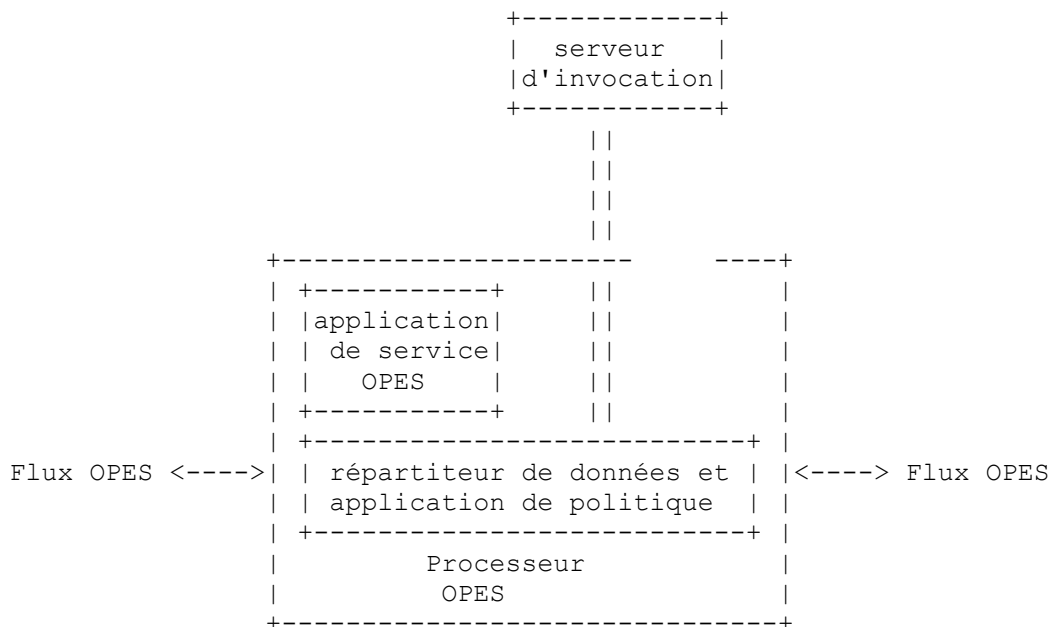 serveur
d'invocation
application
de service
OPES
Flux OPES <----> répartiteur de données et <----> Flux OPES
application de politique
Processeur
OPES